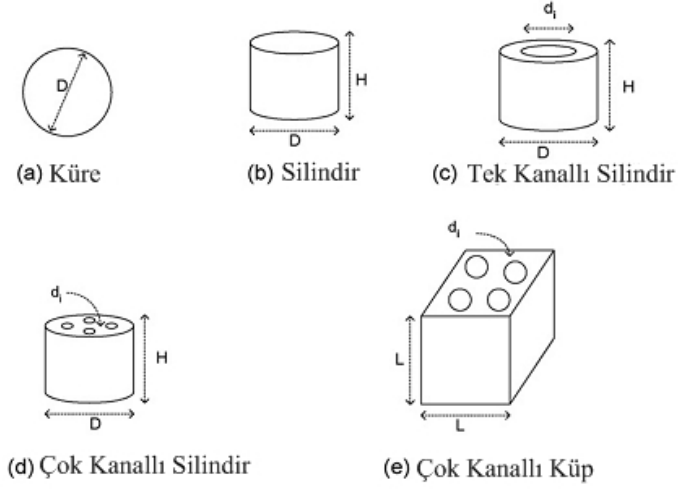 D
(a) Küre
H
D
(b) Silindir
di
H
D
(c) Tek Kanallı Silindir
di
H
D
(d) Çok Kanallı Silindir
di
L
L
(e) Çok Kanallı Küp